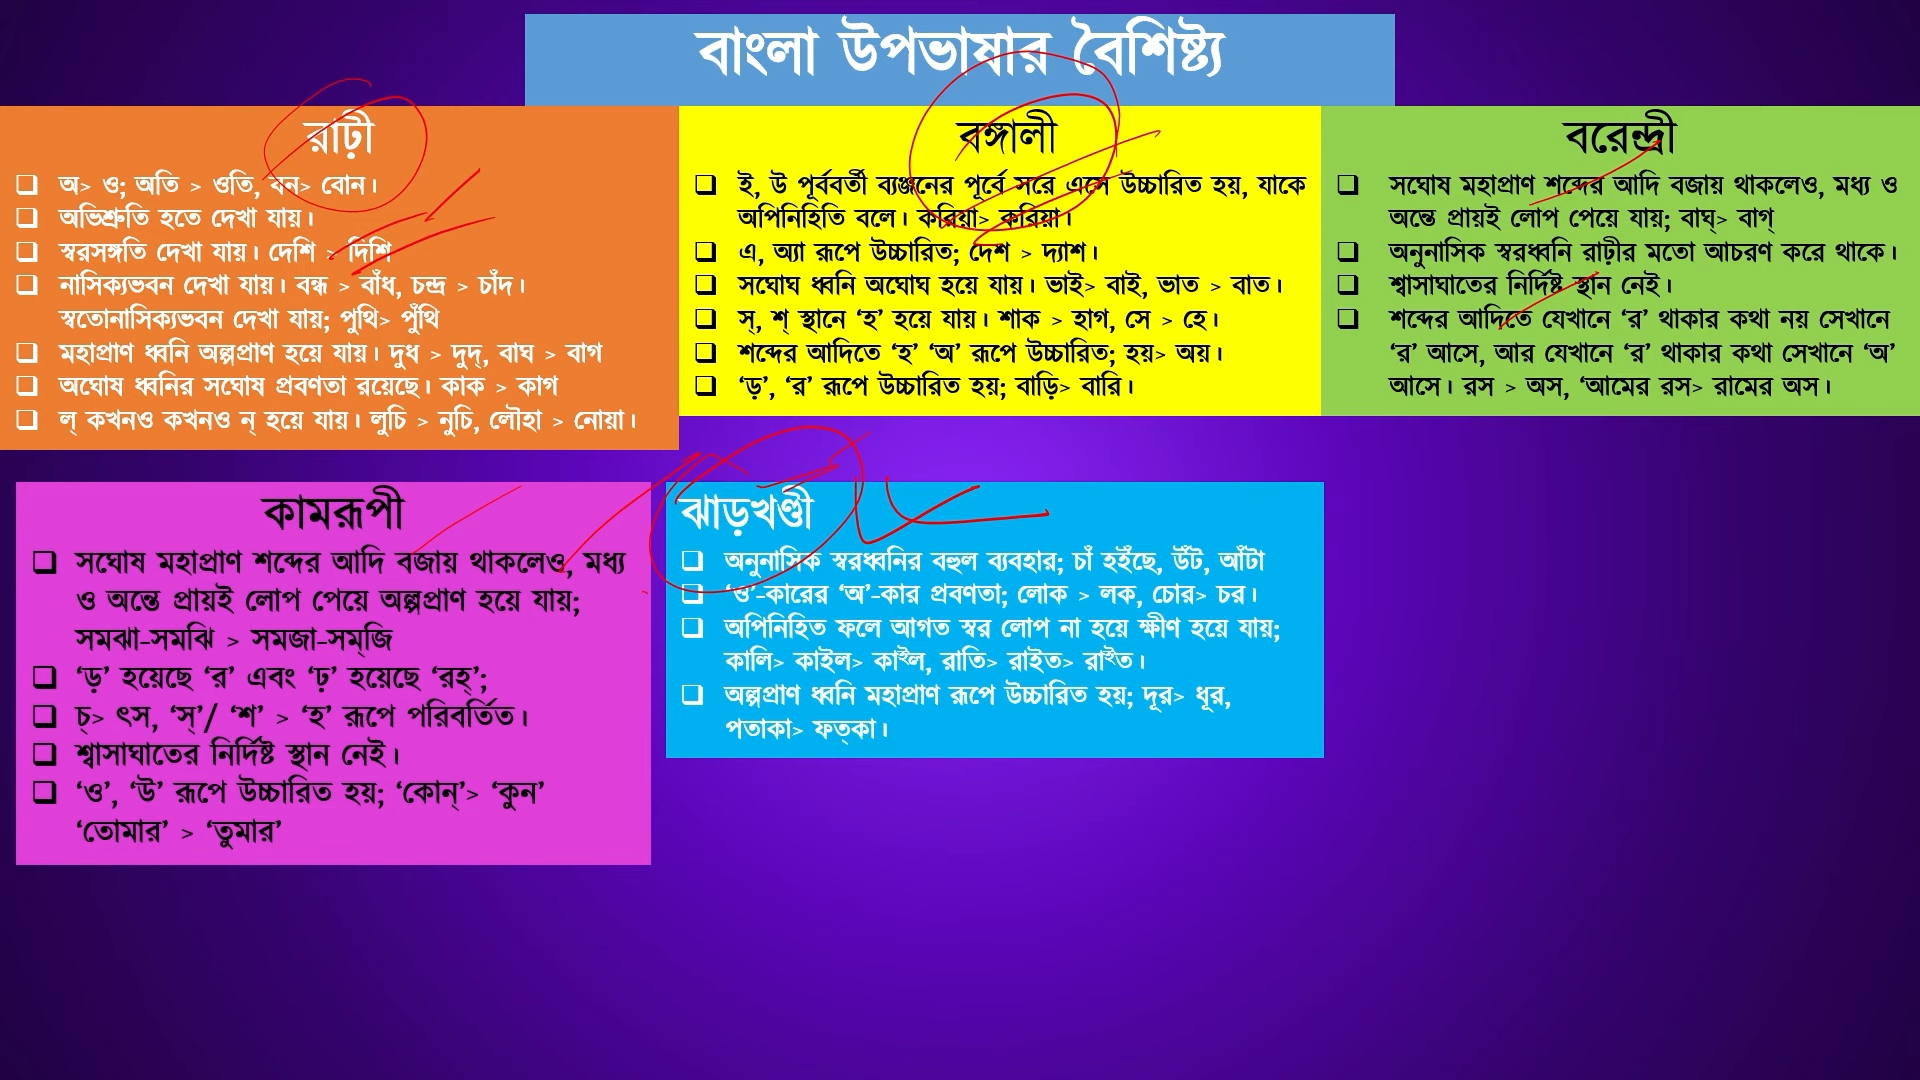 বাংলা উপভাষার বৈশিষ্ট্য
রাঢ়ী
❑ অ> ও; অতি > ওতি, বন> বোন।
❑ অভিশ্রুতি হতে দেখা যায়।
❑ স্বরসঙ্গতি দেখা যায়। দেশি > দিশি
❑ নাসিক্যভবন দেখা যায়। বন্ধ > বাঁধ, চন্দ্র > চাঁদ।
স্বতোনাসিক্যভবন দেখা যায়; পুথি> পুঁথি
❑ মহাপ্রাণ ধ্বনি অল্পপ্রাণ হয়ে যায়। দুধ > দুদ্, বাঘ > বাগ
❑ অঘোষ ধ্বনির সঘোষ প্রবণতা রয়েছে। কাক > কাগ
❑ ল্ কখনও কখনও ন্ হয়ে যায়। লুচি > নুচি, লৌহা > নোয়া।
বঙ্গালী
❑ ই, উ পূর্ববর্তী ব্যঞ্জনের পূর্বে সরে এসে উচ্চারিত হয়, যাকে
অপিনিহিতি বলে। করিয়া> করিয়া।
❑ এ, অ্যা রূপে উচ্চারিত; দেশ > দ্যাশ।
❑ সঘোঘ ধ্বনি অঘোঘ হয়ে যায়। ভাই> বাই, ভাত > বাত।
❑ স্, শ্ স্থানে ‘হ’ হয়ে যায়। শাক > হাগ, সে > হে।
❑ শব্দের আদিতে ‘হ’ ‘অ’ রূপে উচ্চারিত; হয়> অয়।
❑ ‘ড়’, ‘র’ রূপে উচ্চারিত হয়; বাড়ি> বারি।
বরেন্দ্রী
❑ সঘোষ মহাপ্রাণ শব্দের আদি বজায় থাকলেও, মধ্য ও
অন্তে প্রায়ই লোপ পেয়ে যায়; বাঘ্> বাগ্
❑ অনুনাসিক স্বরধ্বনি রাঢ়ীর মতো আচরণ করে থাকে।
❑ শ্বাসাঘাতের নির্দিষ্ট স্থান নেই।
❑ শব্দের আদিতে যেখানে ‘র’ থাকার কথা নয় সেখানে
‘র’ আসে, আর যেখানে ‘র’ থাকার কথা সেখানে ‘অ’
আসে। রস > অস, ‘আমের রস> রামের অস।
কামরূপী
❑ সঘোষ মহাপ্রাণ শব্দের আদি বজায় থাকলেও, মধ্য
ও অন্তে প্রায়ই লোপ পেয়ে অল্পপ্রাণ হয়ে যায়;
সমঝা-সমঝি > সমজা-সম্জি
❑ ‘ড়’ হয়েছে ‘র’ এবং ‘ঢ়’ হয়েছে ‘রহ্’;
❑ চ্> ৎস, ‘স্’/ ‘শ’ > ‘হ’ রূপে পরিবর্তিত।
❑ শ্বাসাঘাতের নির্দিষ্ট স্থান নেই।
❑ ‘ও’, ‘উ’ রূপে উচ্চারিত হয়; ‘কোন্’> ‘কুন’
‘তোমার’ > ‘তুমার’
ঝাড়খণ্ডী
❑ অনুনাসিক স্বরধ্বনির বহুল ব্যবহার; চাঁ হইঁছে, উঁট, আঁটা
❑ ‘ও’-কারের ‘অ’-কার প্রবণতা; লোক > লক, চোর> চর।
❑ অপিনিহিত ফলে আগত স্বর লোপ না হয়ে ক্ষীণ হয়ে যায়;
কালি> কাইল> কাইল, রাতি> রাইত> রাইত।
❑ অল্পপ্রাণ ধ্বনি মহাপ্রাণ রূপে উচ্চারিত হয়; দূর> ধূর,
পতাকা> ফত্কা।